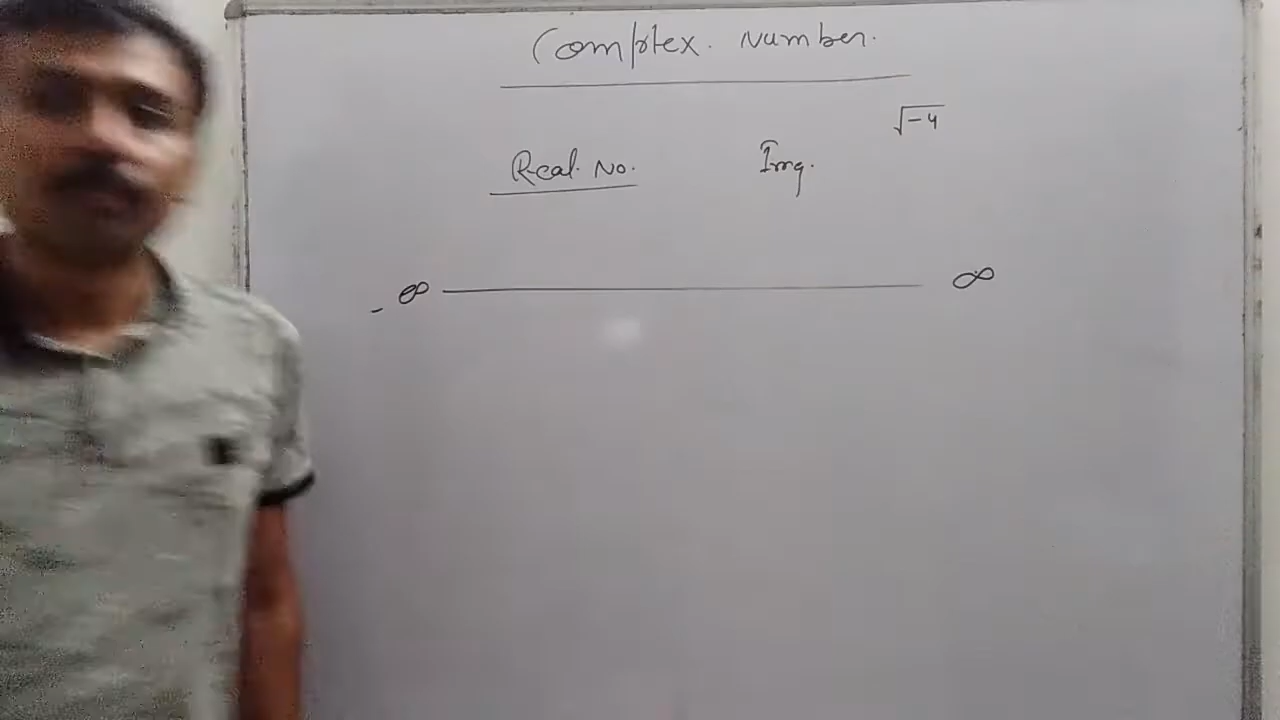 Complex. Number.
√-4
Real. No. Img.
- ∞ ∞